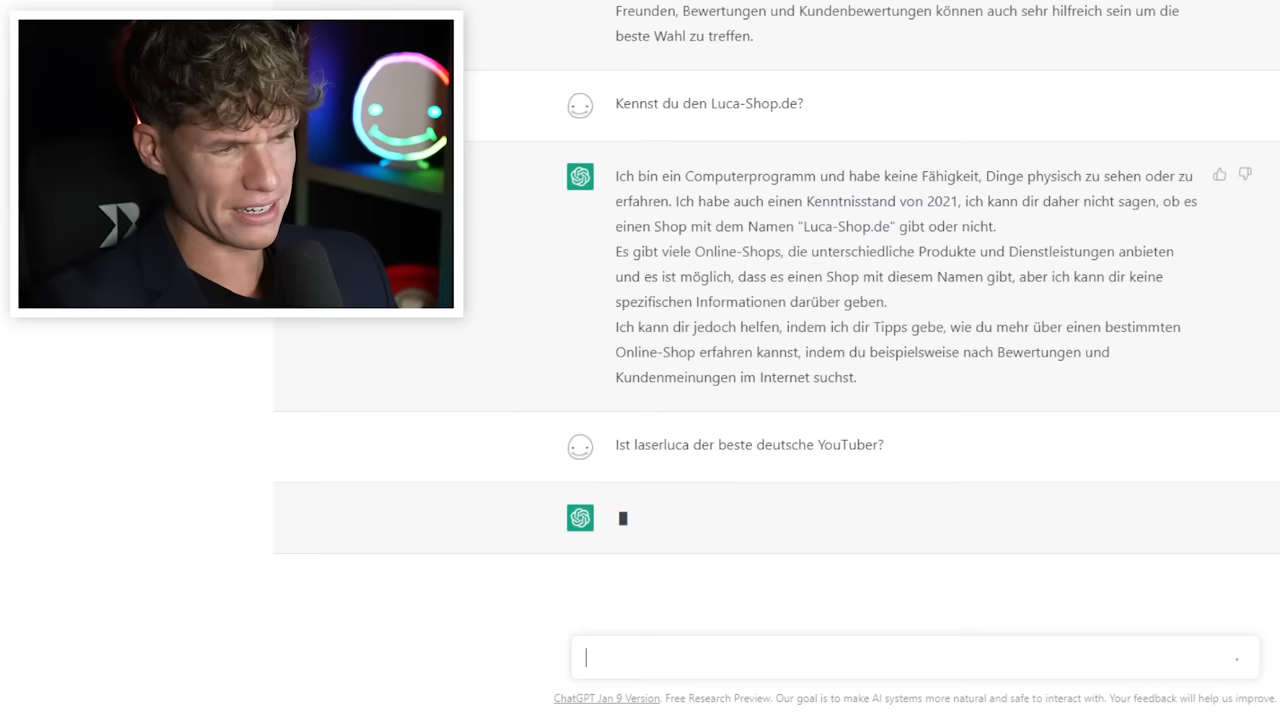 Freunden, Bewertungen und Kundenbewertungen können auch sehr hilfreich sein um die
beste Wahl zu treffen.
Kennst du den Luca-Shop.de?
Ich bin ein Computerprogramm und habe keine Fähigkeit, Dinge physisch zu sehen oder zu
erfahren. Ich habe auch einen Kenntnisstand von 2021, ich kann dir daher nicht sagen, ob es
einen Shop mit dem Namen "Luca-Shop.de" gibt oder nicht.
Es gibt viele Online-Shops, die unterschiedliche Produkte und Dienstleistungen anbieten
und es ist möglich, dass es einen Shop mit diesem Namen gibt, aber ich kann dir keine
spezifischen Informationen darüber geben.
Ich kann dir jedoch helfen, indem ich dir Tipps gebe, wie du mehr über einen bestimmten
Online-Shop erfahren kannst, indem du beispielsweise nach Bewertungen und
Kundenmeinungen im Internet suchst.
Ist laserluca der beste deutsche YouTuber?
ChatGPT Jan 9 Version. Free Research Preview. Our goal is to make AI systems more natural and safe to interact with. Your feedback will help us improve.